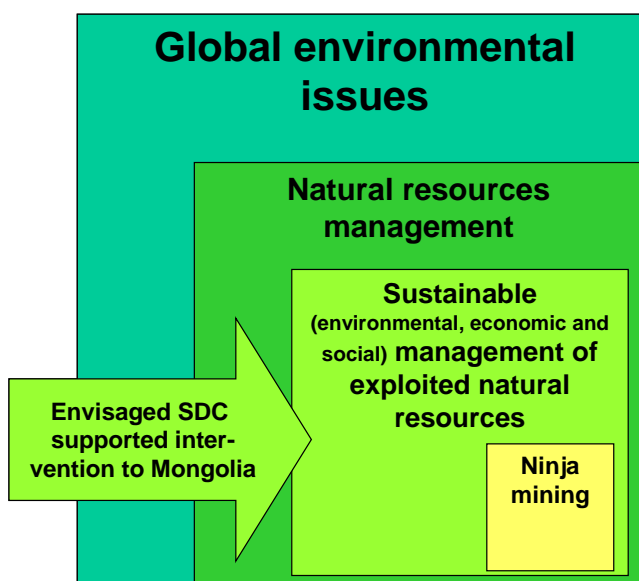 Global environmental
issues
Natural resources
management
Sustainable
(environmental, economic and
social) management of
exploited natural
resources
Envisaged SDC
supported inter-
vention to Mongolia
Ninja
mining